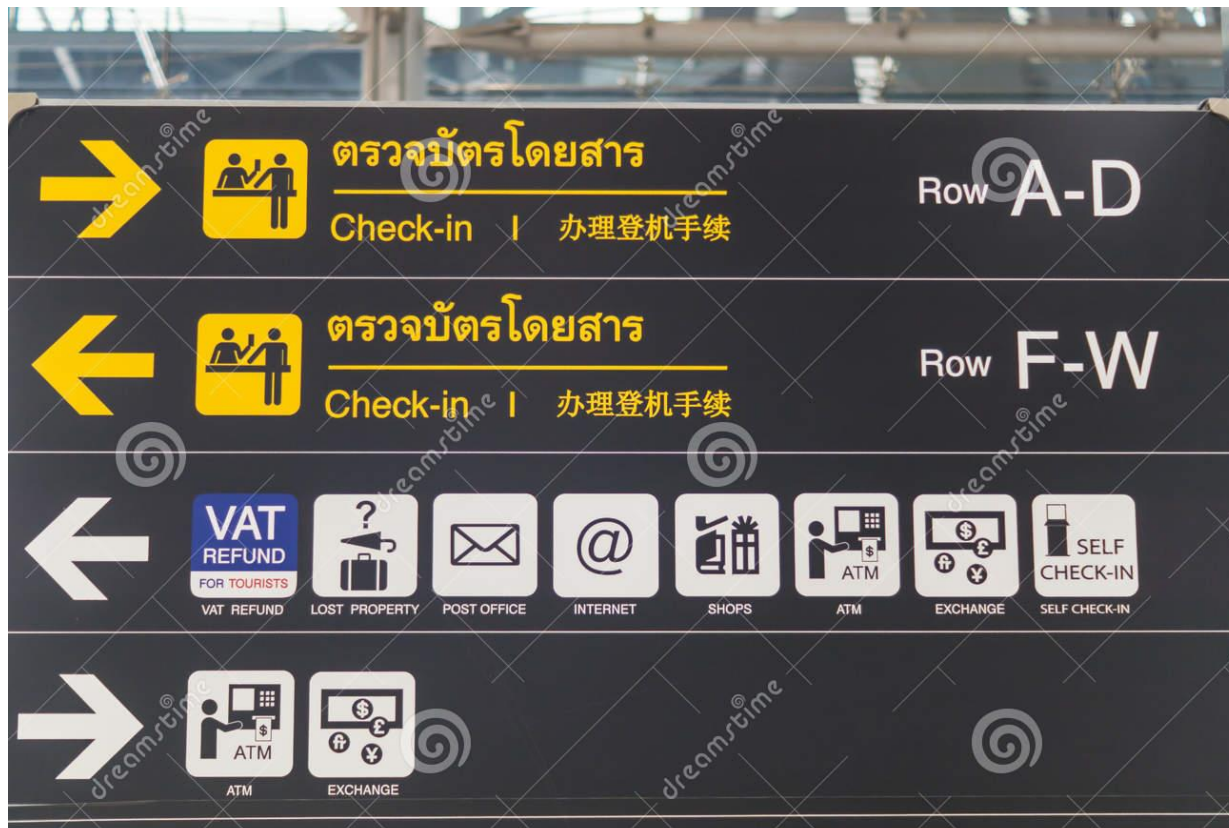 ตรวจบัตรโดยสาร
Check-in | 办理登机手续
Row A-D
ตรวจบัตรโดยสาร
Check-in | 办理登机手续
Row F-W
VAT
REFUND
FOR TOURISTS
VAT REFUND
?
LOST PROPERTY
POST OFFICE
@
INTERNET
SHOPS
$
ATM
ATM
$ £ ¥
EXCHANGE
SELF
CHECK-IN
SELF CHECK-IN
$
ATM
ATM
$ £ ¥
EXCHANGE
dreamstime